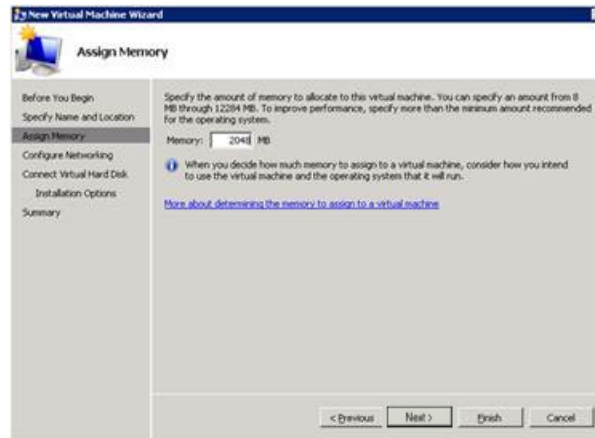 New Virtual Machine Wizard
Assign Memory
Before You Begin
Specify Name and Location
Assign Memory
Configure Networking
Connect Virtual Hard Disk
Installation Options
Summary
Specify the amount of memory to allocate to this virtual machine. You can specify an amount from 8
MB through 12284 MB. To improve performance, specify more than the minimum amount recommended
for the operating system.
Memory: 2048 MB
When you decide how much memory to assign to a virtual machine, consider how you intend
to use the virtual machine and the operating system that it will run.
More about determining the memory to assign to a virtual machine
< Previous Next > Finish Cancel